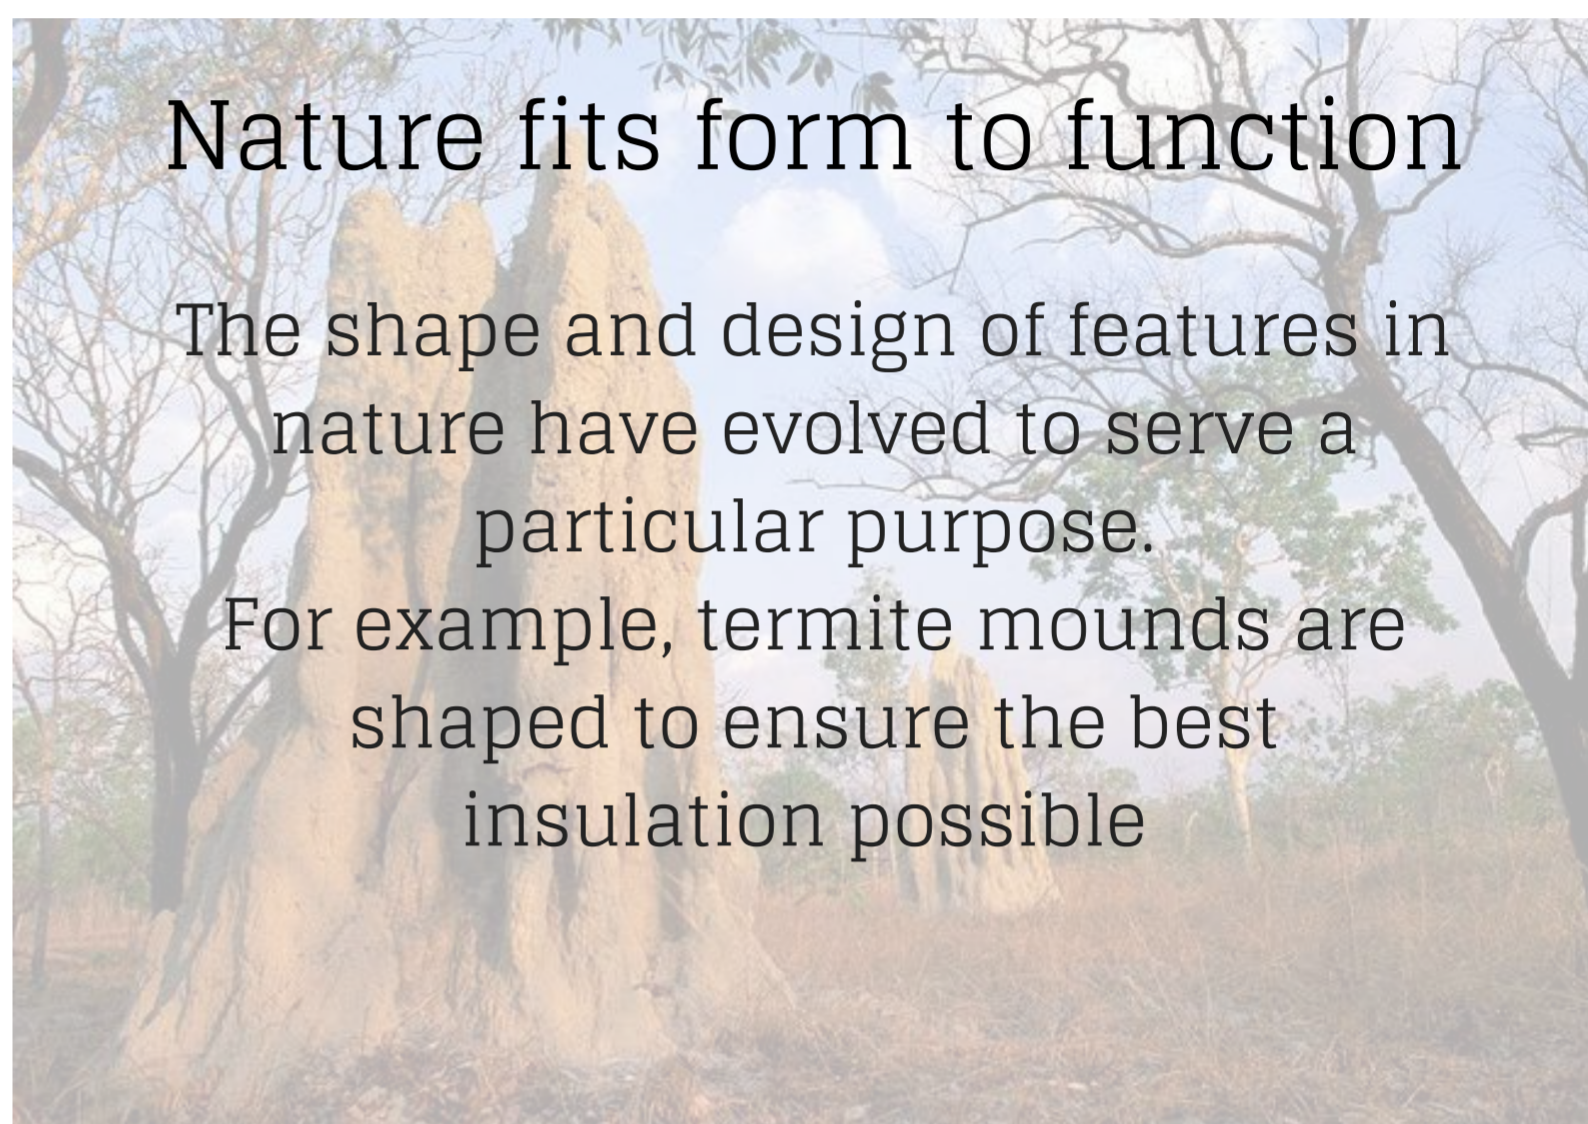 Nature fits form to function
The shape and design of features in
nature have evolved to serve a
particular purpose.
For example, termite mounds are
shaped to ensure the best
insulation possible